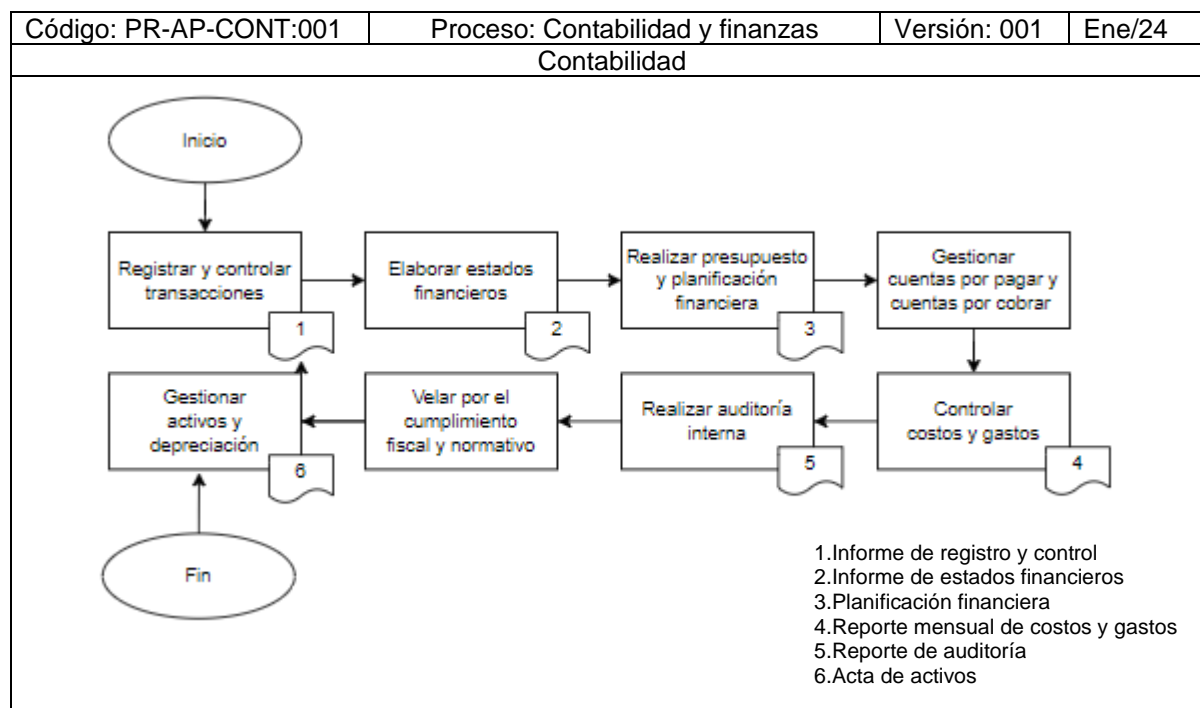 Código: PR-AP-CONT:001 Proceso: Contabilidad y finanzas Versión: 001 Ene/24
Contabilidad
Inicio
Registrar y controlar
transacciones
1
Elaborar estados
financieros
2
Realizar presupuesto
y planificación
financiera
3
Gestionar
cuentas por pagar y
cuentas por cobrar
Controlar
costos y gastos
4
Realizar auditoría
interna
5
Velar por el
cumplimiento
fiscal y normativo
Gestionar
activos y
depreciación
6
Fin
1.Informe de registro y control
2.Informe de estados financieros
3.Planificación financiera
4.Reporte mensual de costos y gastos
5.Reporte de auditoría
6.Acta de activos